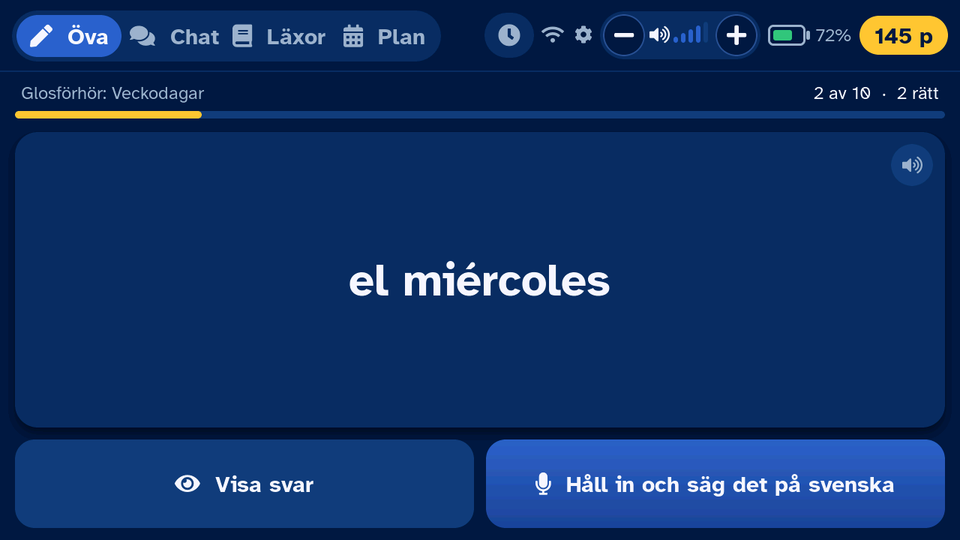 Öva Chat Läxor Plan 72% 145 p
Glosförhör: Veckodagar 2 av 10 · 2 rätt
el miércoles
Visa svar Håll in och säg det på svenska